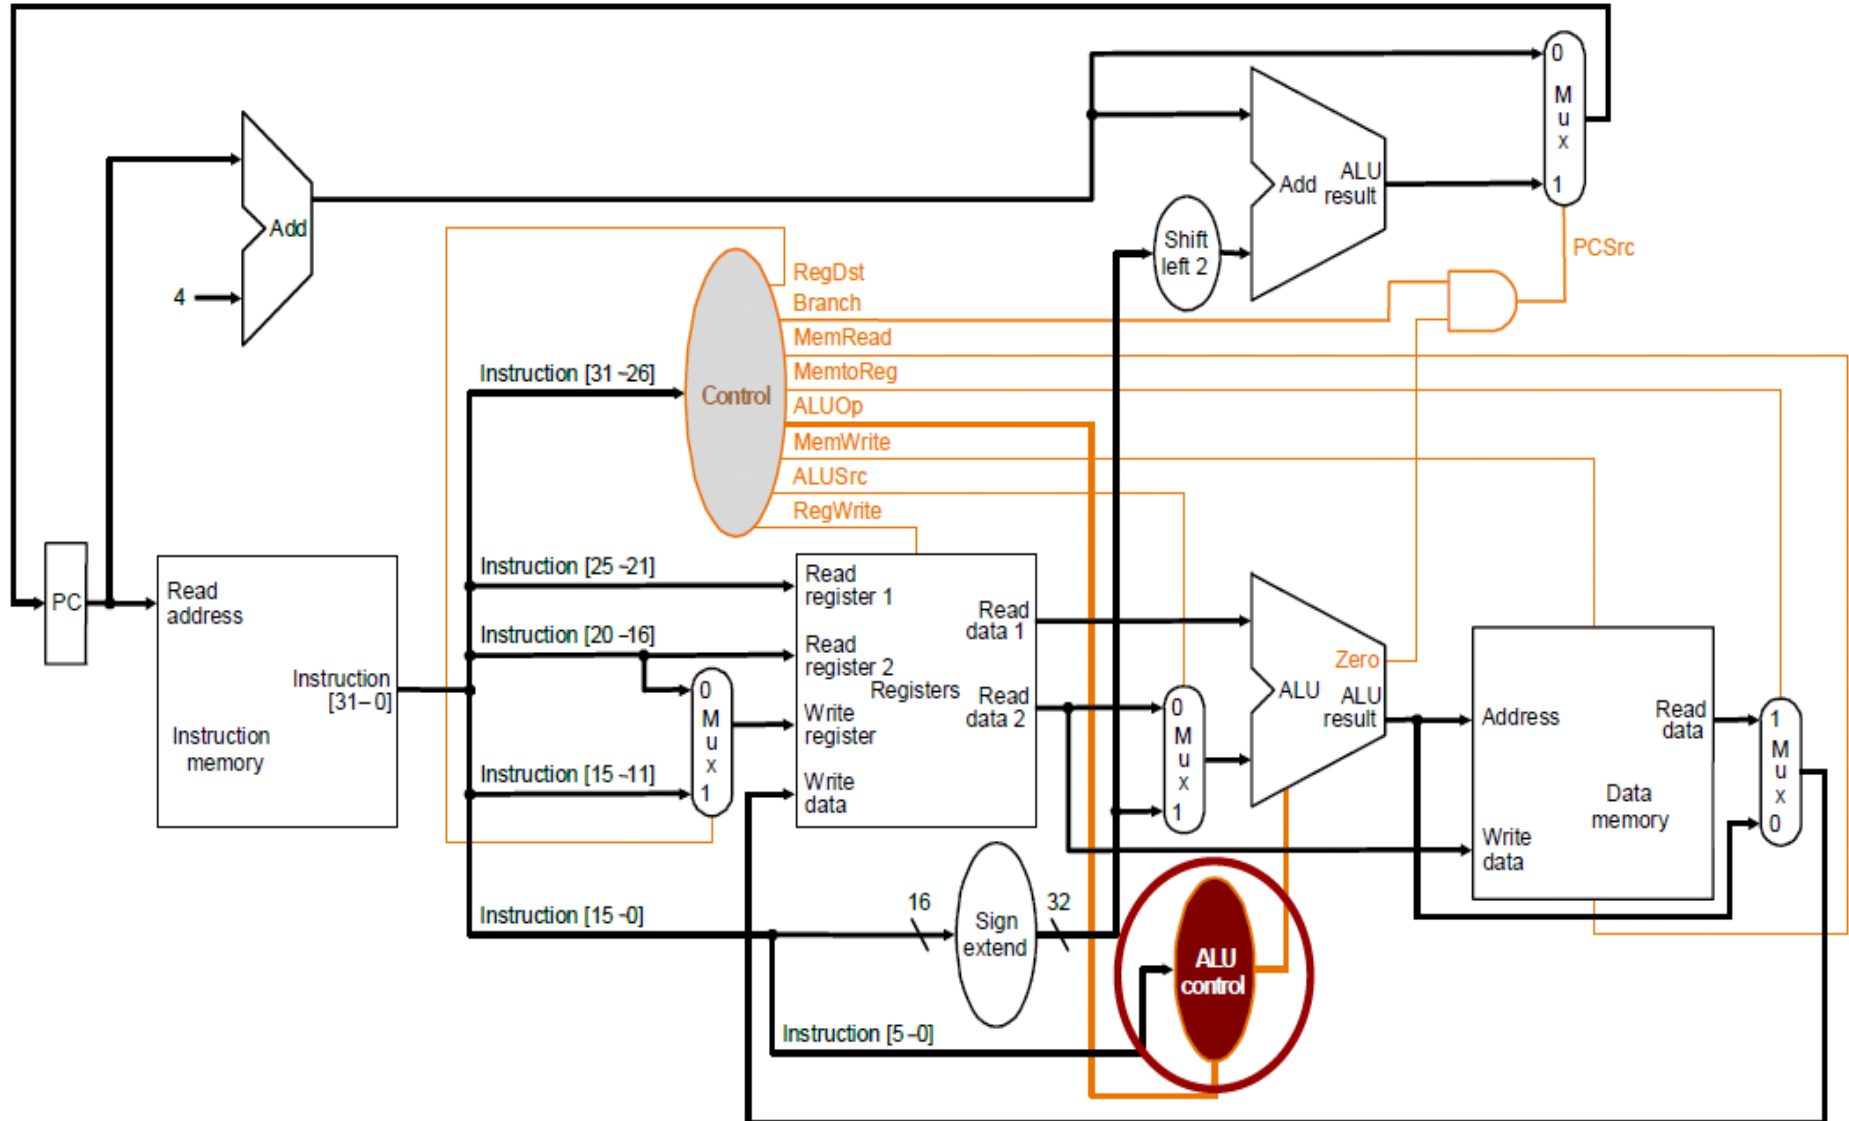 0
M
u
x
1
Add
ALU
result
Add
4
Shift
left 2
PCSrc
RegDst
Branch
MemRead
MemtoReg
ALUOp
MemWrite
ALUSrc
RegWrite
Control
Instruction [31–26]
Instruction [25–21]
Instruction [20–16]
Instruction [15–11]
Instruction [15–0]
Instruction [5–0]
PC
Read
address
Instruction
[31–0]
Instruction
memory
0
M
u
x
1
Read
register 1
Read
register 2
Registers
Write
register
Write
data
Read
data 1
Read
data 2
0
M
u
x
1
Zero
ALU
ALU
result
Address
Read
data
Data
memory
Write
data
1
M
u
x
0
16
Sign
extend
32
ALU
control